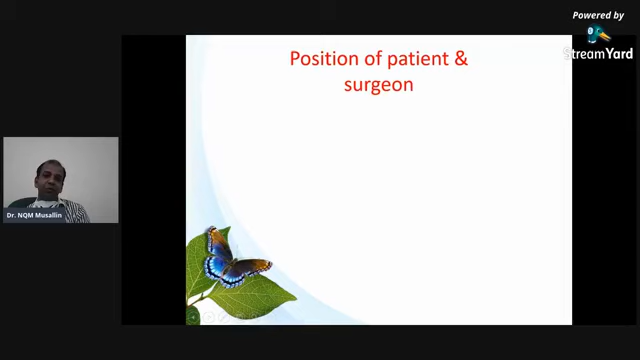 Powered by
StreamYard
Position of patient &
surgeon
Dr. NQM Musallin